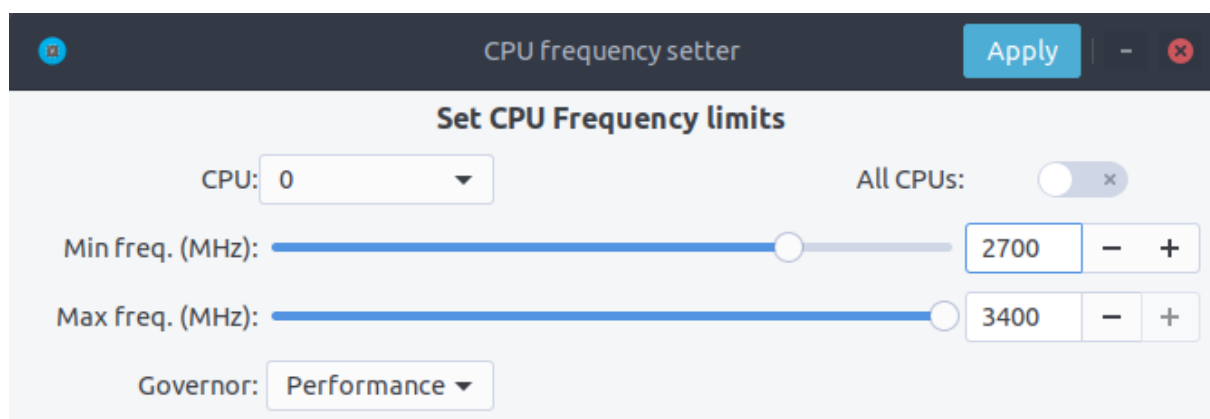 CPU frequency setter Apply
Set CPU Frequency limits
CPU: 0 All CPUs:
Min freq. (MHz): 2700
Max freq. (MHz): 3400
Governor: Performance